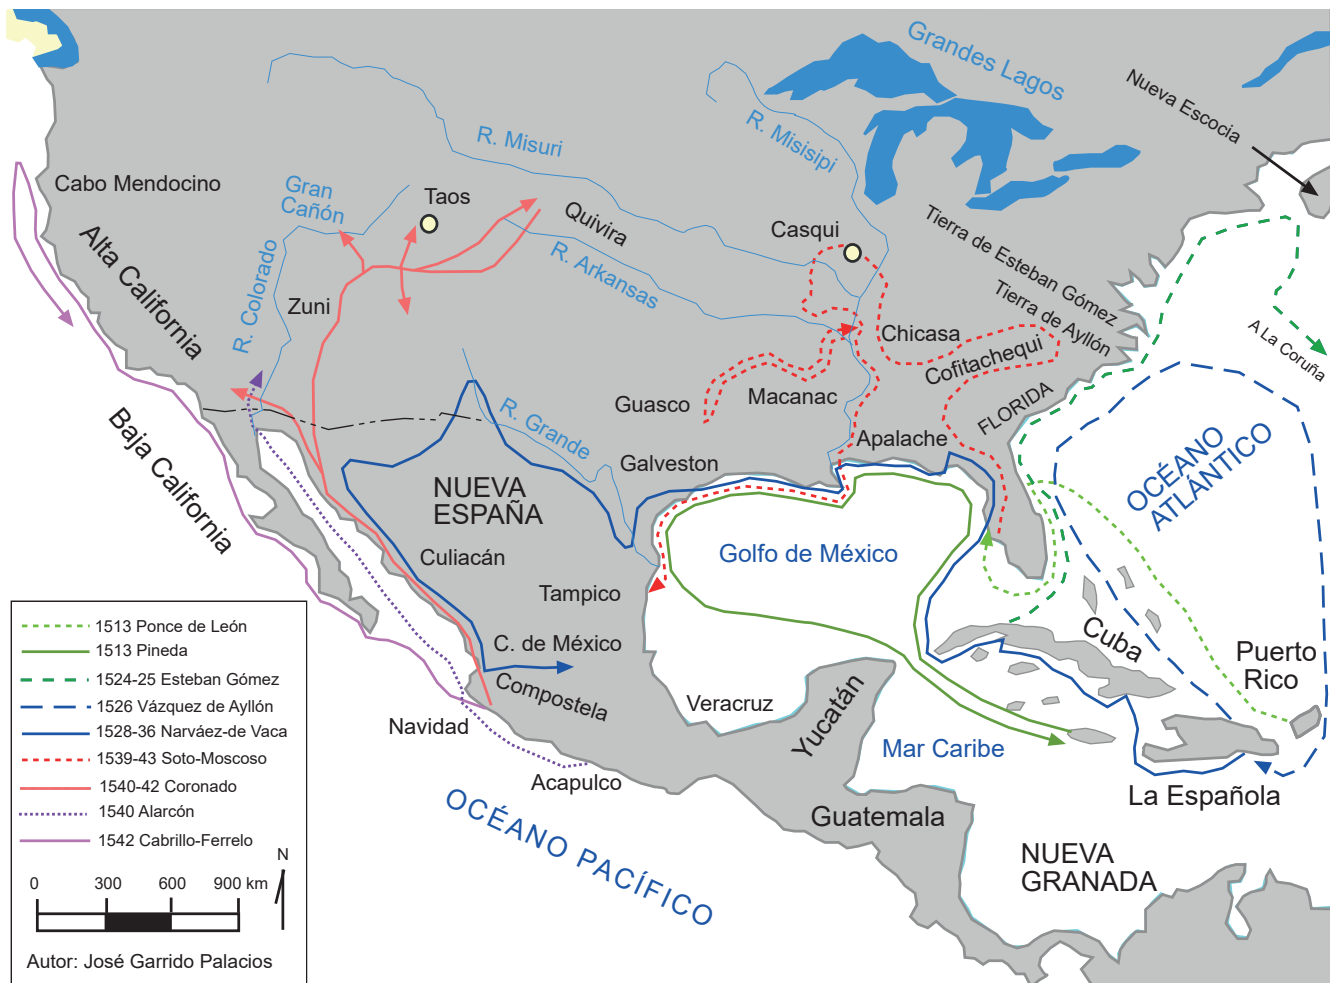 Grandes Lagos
Nueva Escocia
R. Misuri
R. Misisipi
Cabo Mendocino
Gran
Cañón
Taos
Quivira
Casqui
Tierra de Esteban Gómez
Alta California
R. Colorado
Zuni
R. Arkansas
Tierra de Ayllón
Chicasa
A La Coruña
Cofitachequi
Macanac
Guasco
FLORIDA
Baja California
R. Grande
Apalache
OCÉANO
ATLÁNTICO
Galveston
NUEVA
ESPAÑA
Golfo de México
Culiacán
Tampico
C. de México
Cuba
Puerto
Rico
Compostela
Navidad
Veracruz
Yucatán
Mar Caribe
Acapulco
La Española
OCÉANO PACÍFICO
Guatemala
NUEVA
GRANADA
1513 Ponce de León
1513 Pineda
1524-25 Esteban Gómez
1526 Vázquez de Ayllón
1528-36 Narváez-de Vaca
1539-43 Soto-Moscoso
1540-42 Coronado
1540 Alarcón
1542 Cabrillo-Ferrelo
N
0 300 600 900 km
Autor: José Garrido Palacios